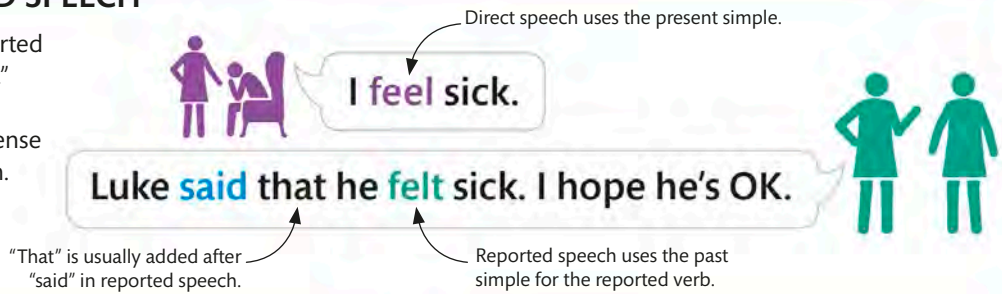 D SPEECH
rted
”
ense
n.
Direct speech uses the present simple.
I feel sick.
Luke said that he felt sick. I hope he's OK.
“That” is usually added after
“said” in reported speech.
Reported speech uses the past
simple for the reported verb.